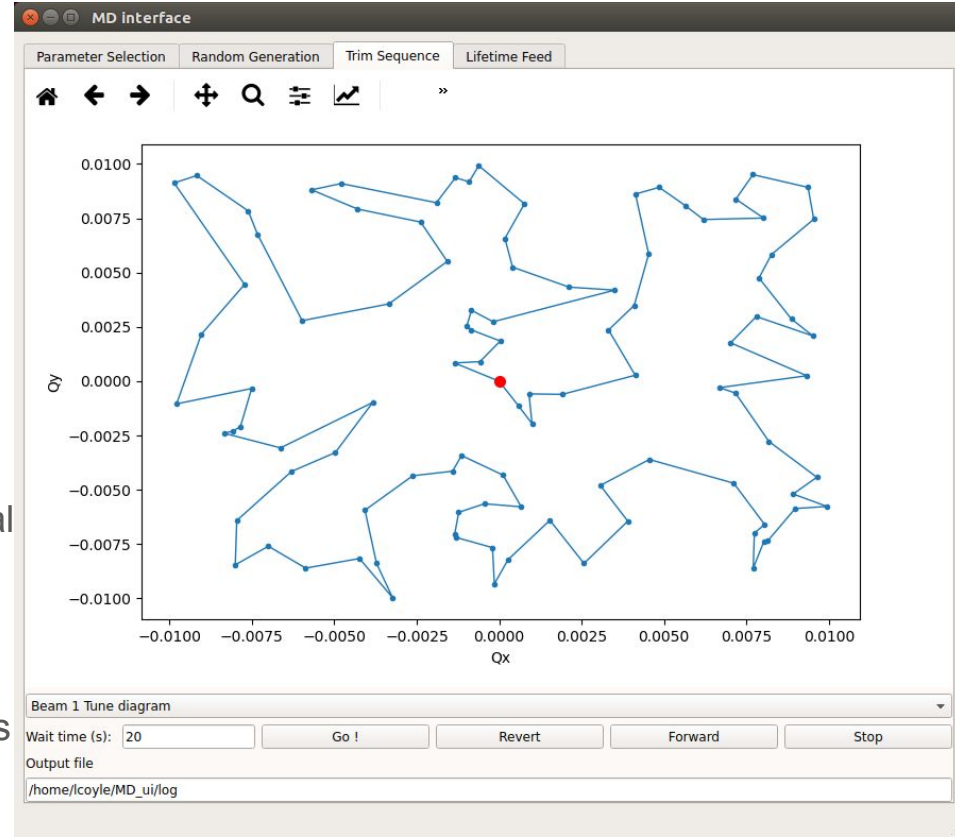 MD interface
Parameter Selection Random Generation Trim Sequence Lifetime Feed
»
0.0100
0.0075
0.0050
0.0025
0.0000
−0.0025
−0.0050
−0.0075
−0.0100
Qy
−0.0100 −0.0075 −0.0050 −0.0025 0.0000 0.0025 0.0050 0.0075 0.0100
Qx
al
Beam 1 Tune diagram
s
Wait time (s): 20 Go ! Revert Forward Stop
Output file
/home/lcoyle/MD_ui/log